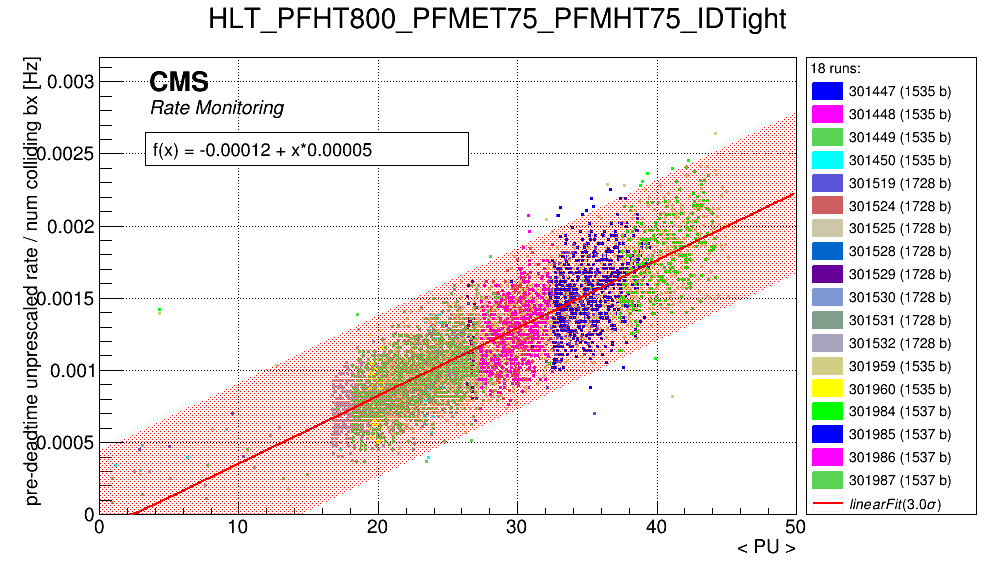 HLT_PFHT800_PFMET75_PFMHT75_IDTight
pre-deadtime unprescaled rate / num colliding bx [Hz]
CMS
Rate Monitoring
f(x) = -0.00012 + x*0.00005
0.003
0.0025
0.002
0.0015
0.001
0.0005
0
0 10 20 30 40 50
< PU >
18 runs:
301447 (1535 b)
301448 (1535 b)
301449 (1535 b)
301450 (1535 b)
301519 (1728 b)
301524 (1728 b)
301525 (1728 b)
301528 (1728 b)
301529 (1728 b)
301530 (1728 b)
301531 (1728 b)
301532 (1728 b)
301959 (1535 b)
301960 (1535 b)
301984 (1537 b)
301985 (1537 b)
301986 (1537 b)
301987 (1537 b)
linearFit(3.0σ)